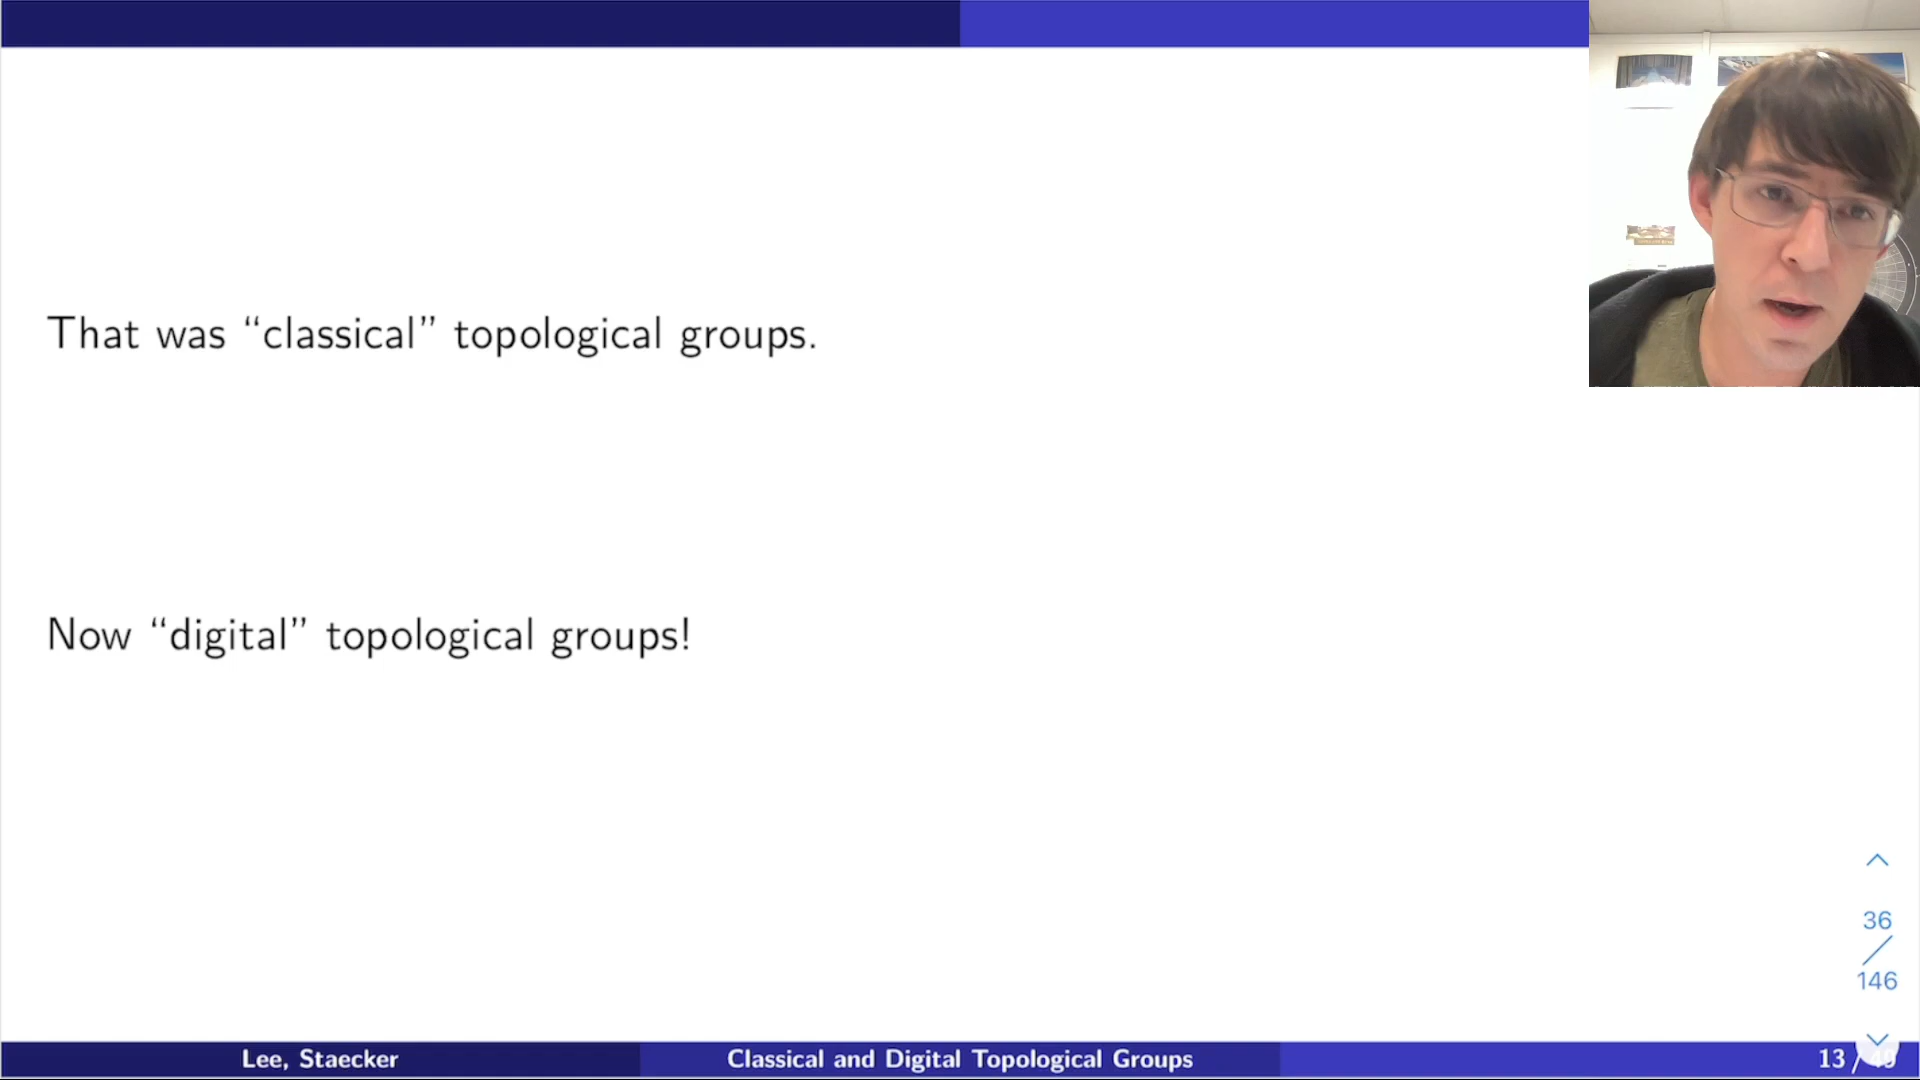 That was “classical” topological groups.
Now “digital” topological groups!
36
146
Lee, Staecker
Classical and Digital Topological Groups
13 /